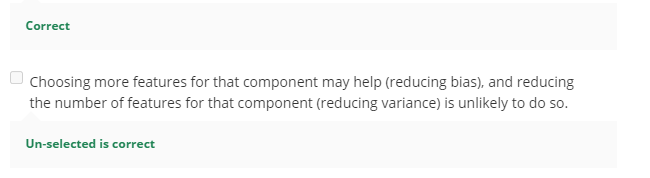 Correct
Choosing more features for that component may help (reducing bias), and reducing
the number of features for that component (reducing variance) is unlikely to do so.
Un-selected is correct